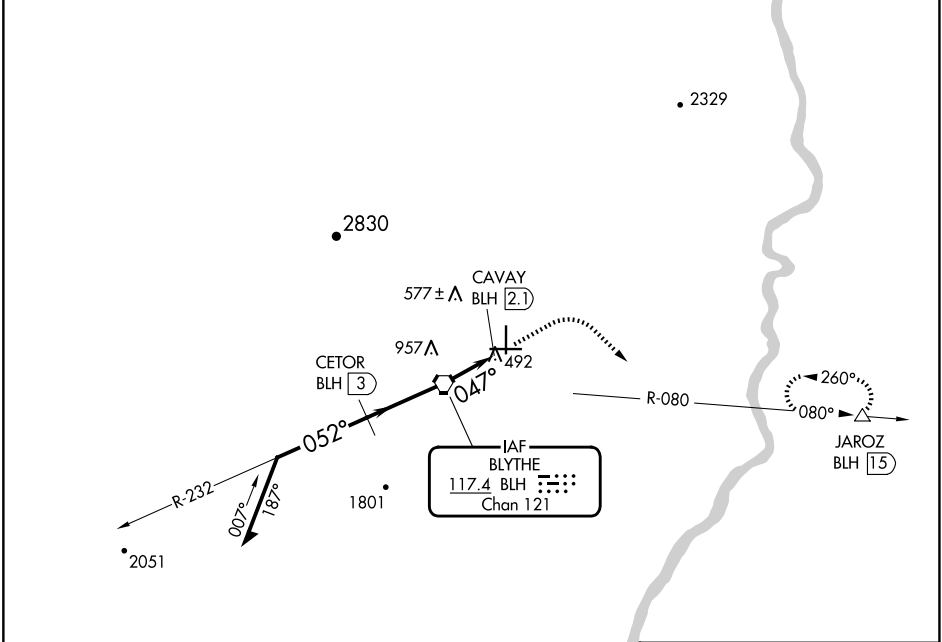 2329
2830
CAVAY
577 ± BLH 2.1
957
492
CETOR
BLH 3
047°
052°
R-080
260°
080°
JAROZ
BLH 15
IAF
BLYTHE
117.4 BLH
Chan 121
R-232
007°
187°
1801
2051